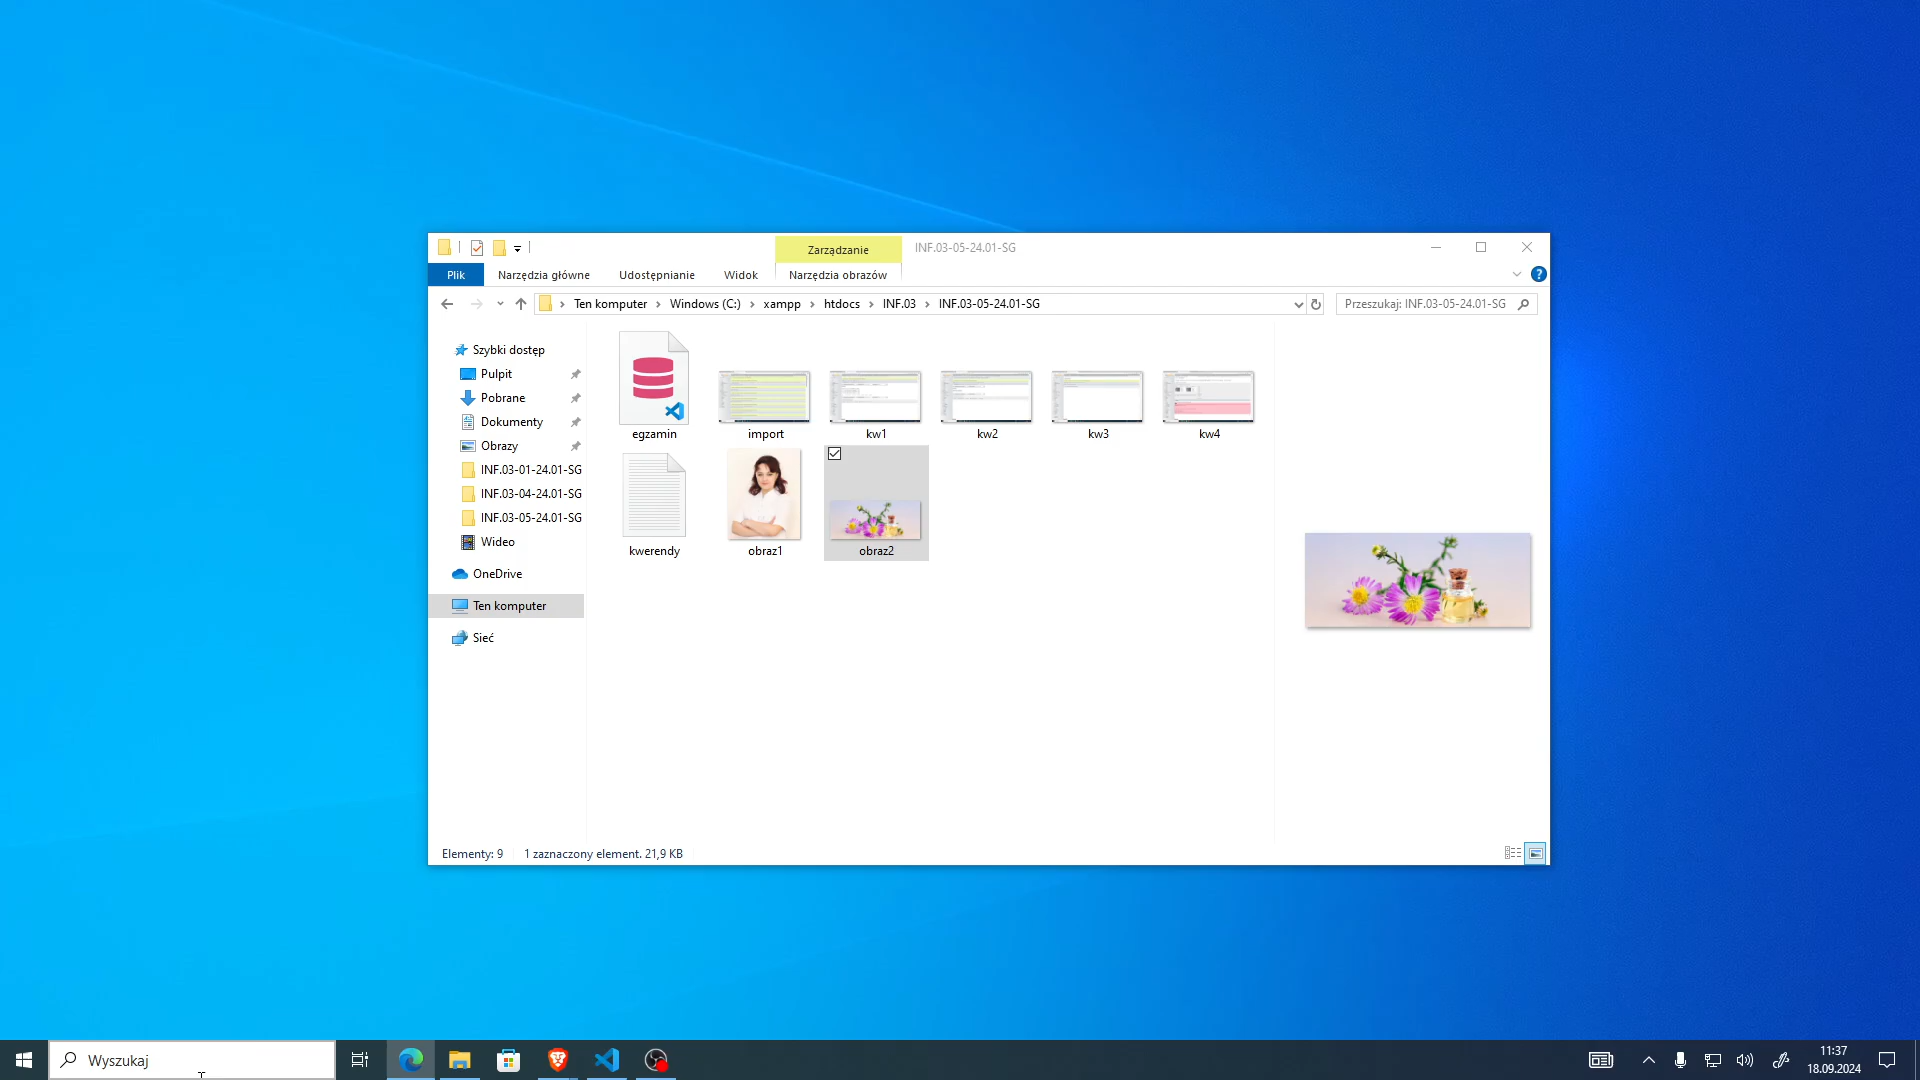 Zarządzanie
INF.03-05-24.01-SG
Plik
Narzędzia główne
Udostępnianie
Widok
Narzędzia obrazów
?
Ten komputer
Windows (C:)
xampp
htdocs
INF.03
INF.03-05-24.01-SG
Przeszukaj: INF.03-05-24.01-SG
Szybki dostęp
Pulpit
Pobrane
Dokumenty
Obrazy
INF.03-01-24.01-SG
INF.03-04-24.01-SG
INF.03-05-24.01-SG
Wideo
OneDrive
Ten komputer
Sieć
egzamin
import
kw1
kw2
kw3
kw4
kwerendy
obraz1
obraz2
Elementy: 9
1 zaznaczony element. 21,9 KB
Wyszukaj
11:37
18.09.2024